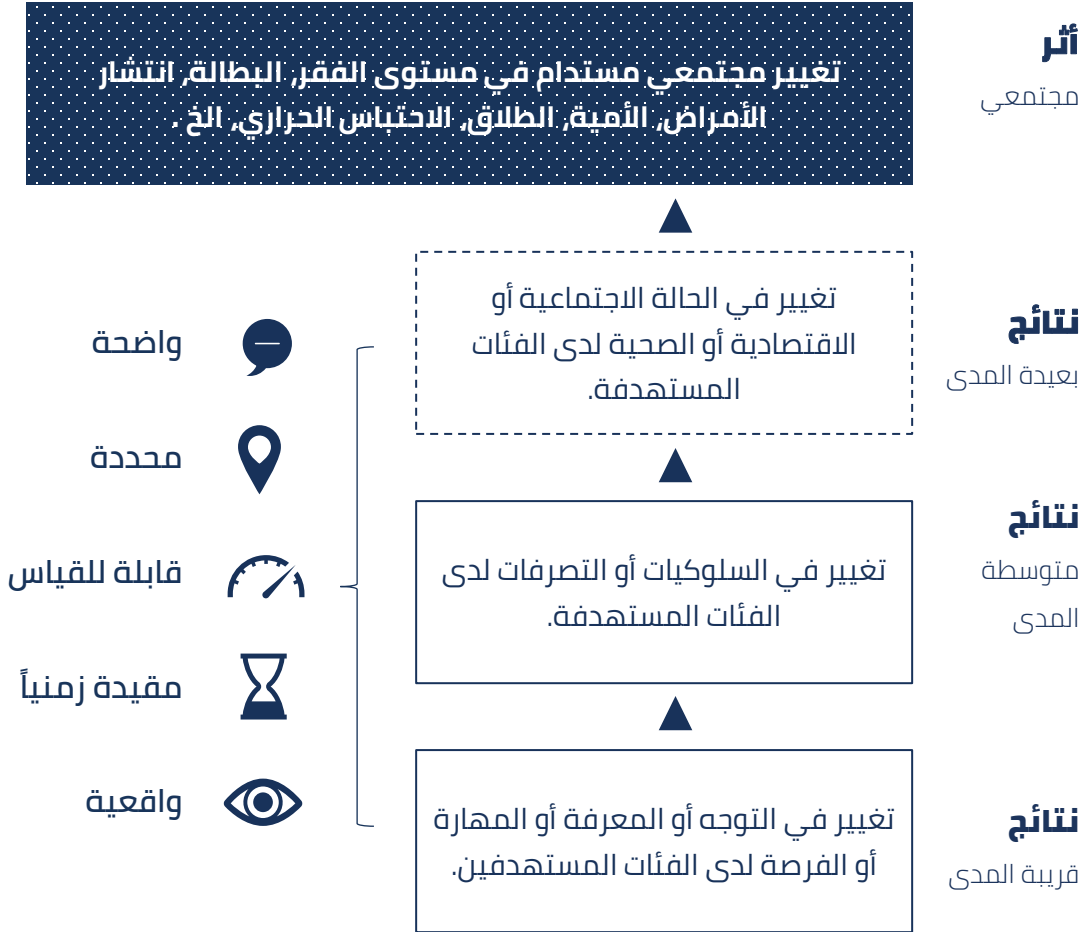 أثر
مجتمعي
تغيير مجتمعي مستدام في مستوى الفقر, البطالة, انتشار
الأمراض, الأمية, الطلاق, الاحتباس الحراري, الخ .
نتائج
بعيدة المدى
تغيير في الحالة الاجتماعية أو
الاقتصادية أو الصحية لدى الفئات
المستهدفة.
نتائج
متوسطة
المدى
تغيير في السلوكيات أو التصرفات لدى
الفئات المستهدفة.
نتائج
قريبة المدى
تغيير في التوجه أو المعرفة أو المهارة
أو الفرصة لدى الفئات المستهدفين.
واضحة
محددة
قابلة للقياس
مقيدة زمنياً
واقعية